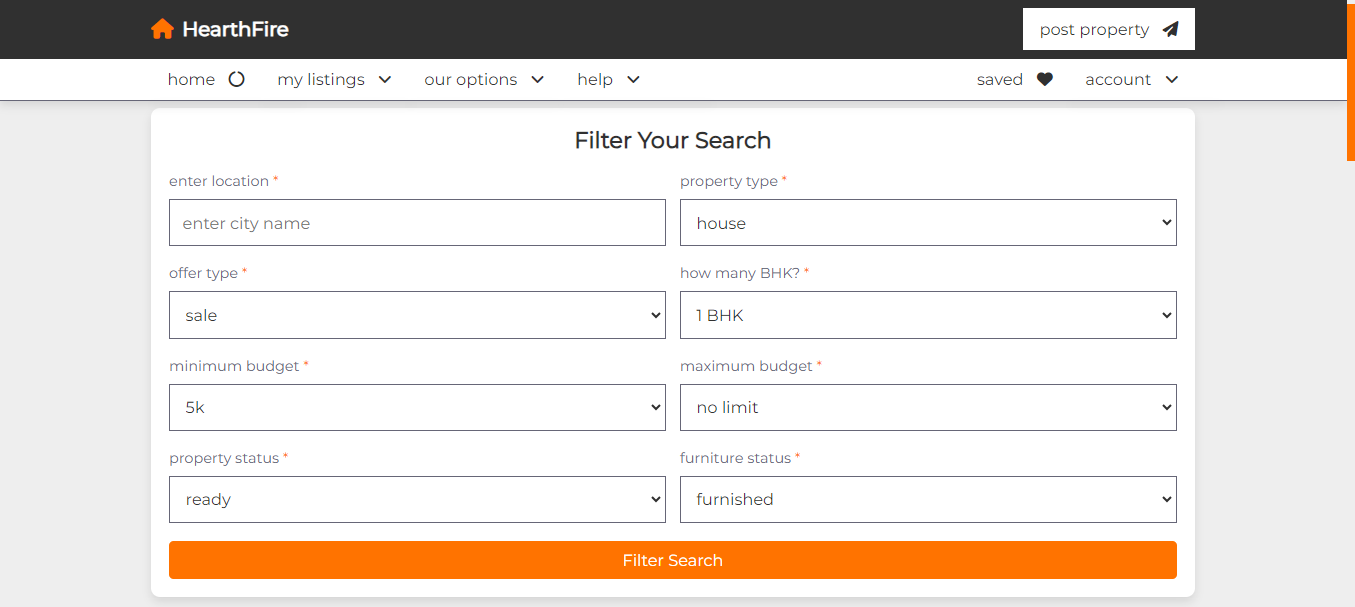 HearthFire
post property
home my listings our options help saved account
Filter Your Search
enter location * property type *
enter city name house
offer type * how many BHK? *
sale 1 BHK
minimum budget * maximum budget *
5k no limit
property status * furniture status *
ready furnished
Filter Search